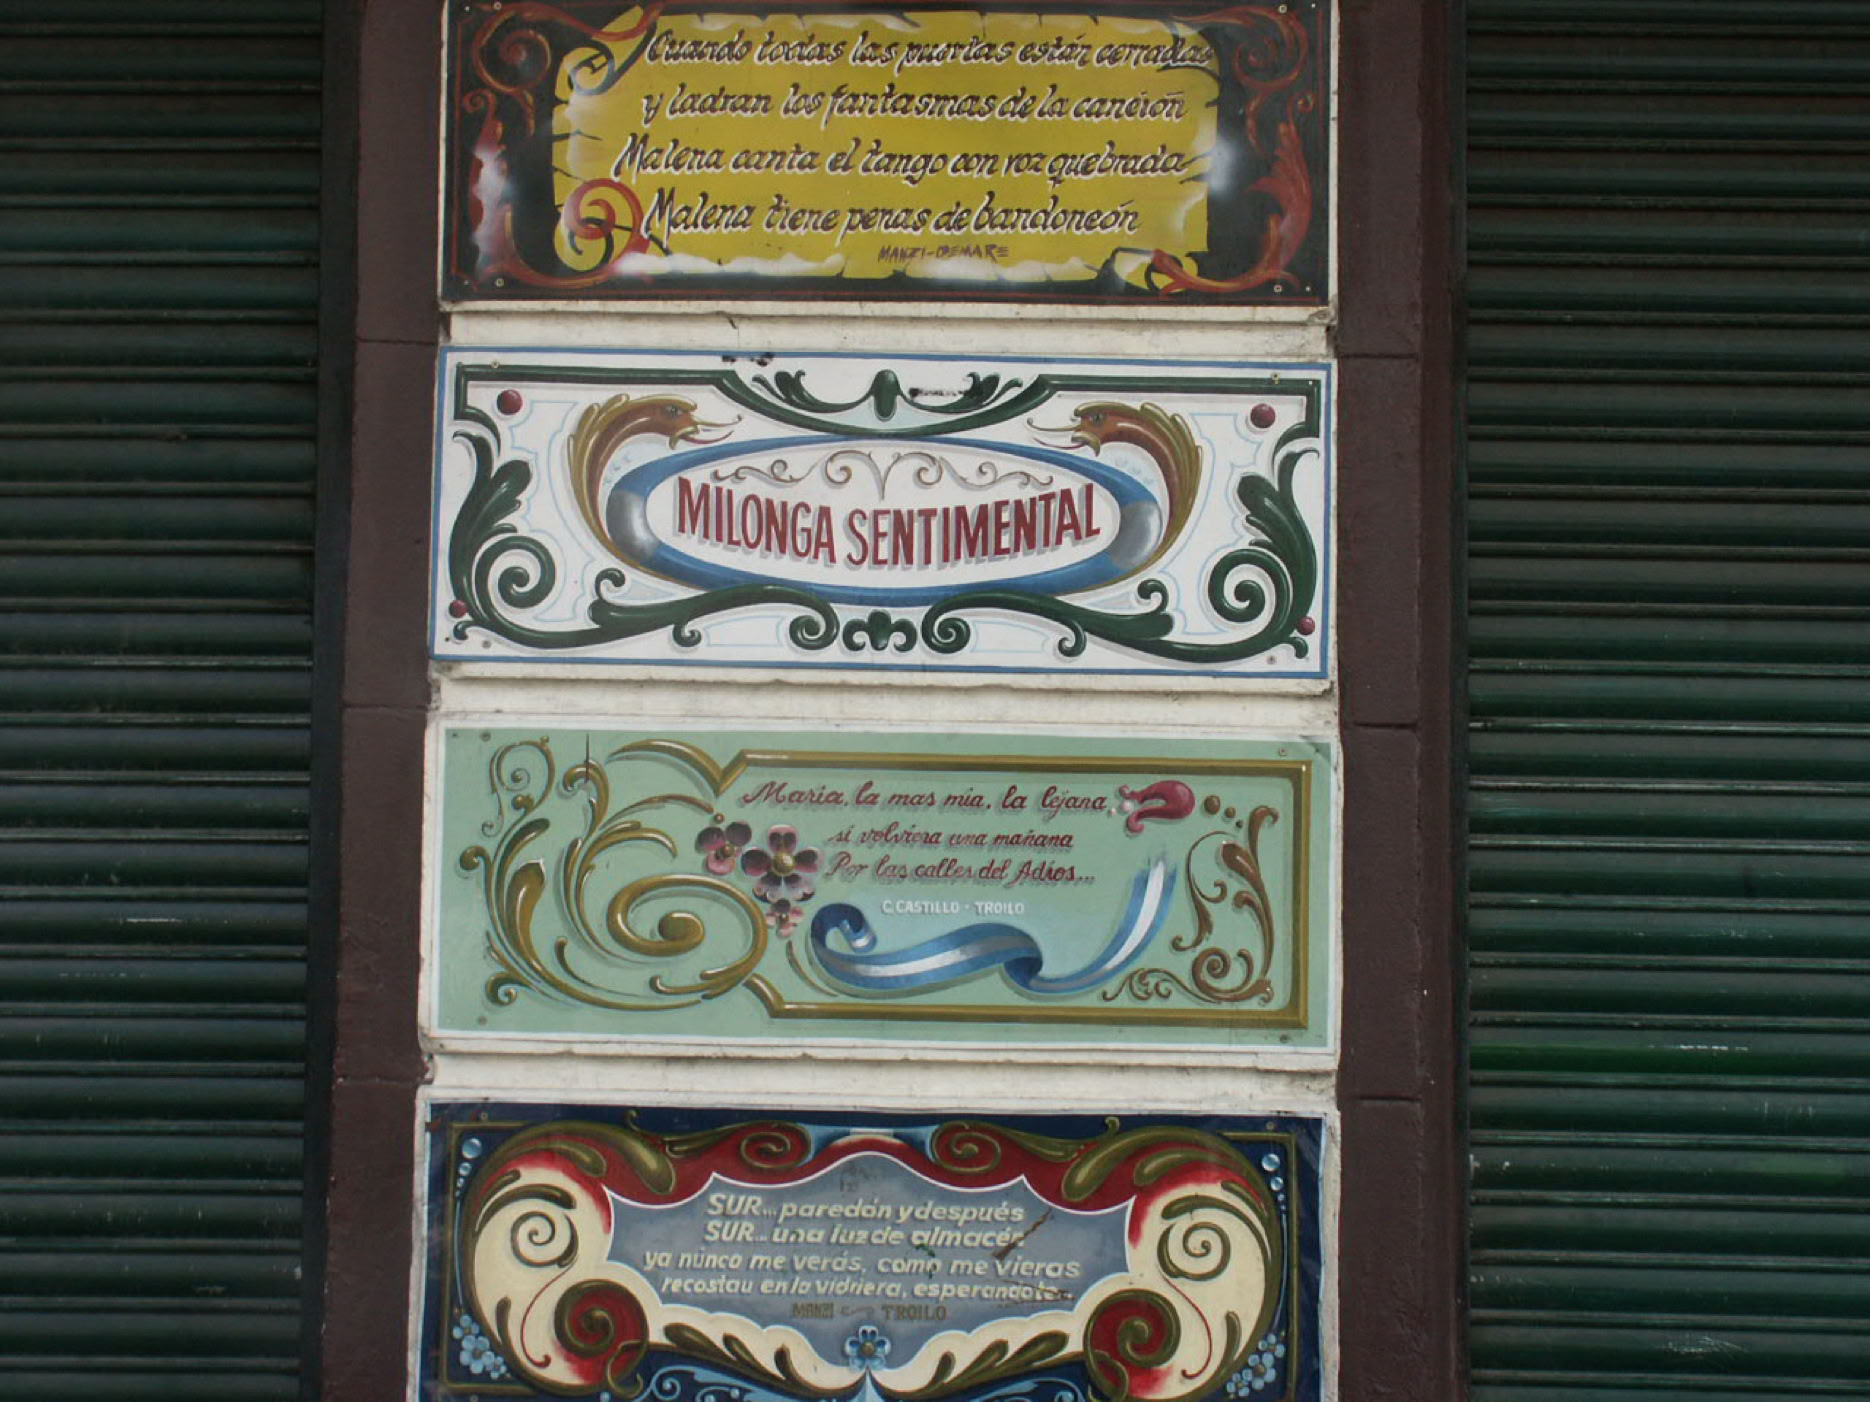 Cuando todas las puertas están cerradas
y ladran los fantasmas de la canción
Malena canta el tango con voz quebrada
Malena tiene penas de bandoneón
MANZI-DEMARE
MILONGA SENTIMENTAL
Maria, la mas mia, la lejana
si volviera una mañana
Por las calles del Adios...
C. CASTILLO - TROILO
SUR... paredón y después
SUR... una luz de almacén
ya nunca me verás, como me vieras
recostau en la vidriera, esperandote...
MANZI TROILO